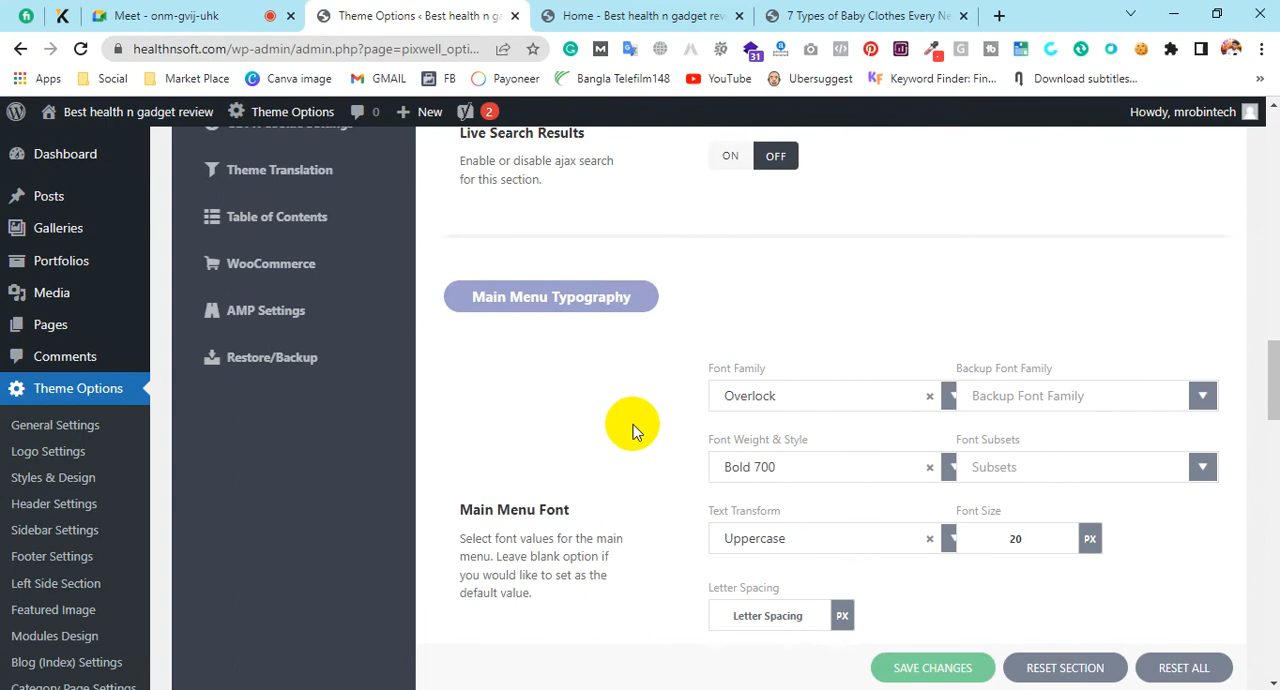 Meet - onm-gvij-uhk
Theme Options ‹ Best health n g
Home - Best health n gadget rev
7 Types of Baby Clothes Every Ne
healthnsoft.com/wp-admin/admin.php?page=pixwell_opti...
31
Apps
Social
Market Place
Canva image
GMAIL
FB
Payoneer
Bangla Telefilm148
YouTube
Ubersuggest
Keyword Finder: Fin...
Download subtitles...
»
Best health n gadget review
Theme Options
0
New
2
Howdy, mrobintech
Dashboard
Posts
Galleries
Portfolios
Media
Pages
Comments
Theme Options
General Settings
Logo Settings
Styles & Design
Header Settings
Sidebar Settings
Footer Settings
Left Side Section
Featured Image
Modules Design
Blog (Index) Settings
Category Page Settings
Theme Translation
Table of Contents
WooCommerce
AMP Settings
Restore/Backup
Live Search Results
Enable or disable ajax search
for this section.
ON OFF
Main Menu Typography
Font Family
Backup Font Family
Overlock
Backup Font Family
Font Weight & Style
Font Subsets
Bold 700
Subsets
Main Menu Font
Select font values for the main
menu. Leave blank option if
you would like to set as the
default value.
Text Transform
Font Size
Uppercase
20 PX
Letter Spacing
Letter Spacing PX
SAVE CHANGES
RESET SECTION
RESET ALL